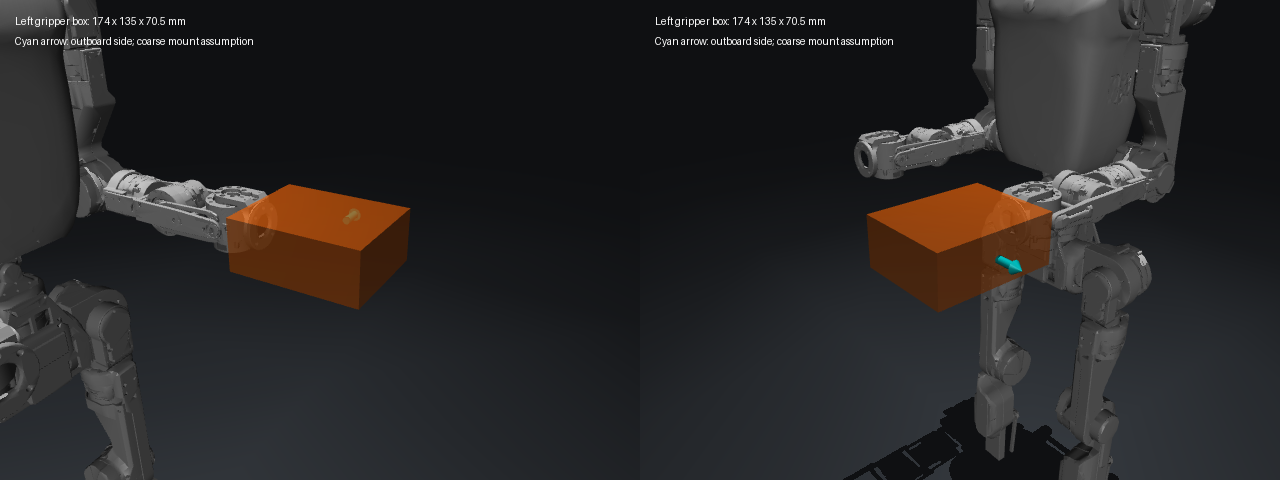 Left gripper box: 174 x 135 x 70.5 mm
Cyan arrow: outboard side; coarse mount assumption
Left gripper box: 174 x 135 x 70.5 mm
Cyan arrow: outboard side; coarse mount assumption